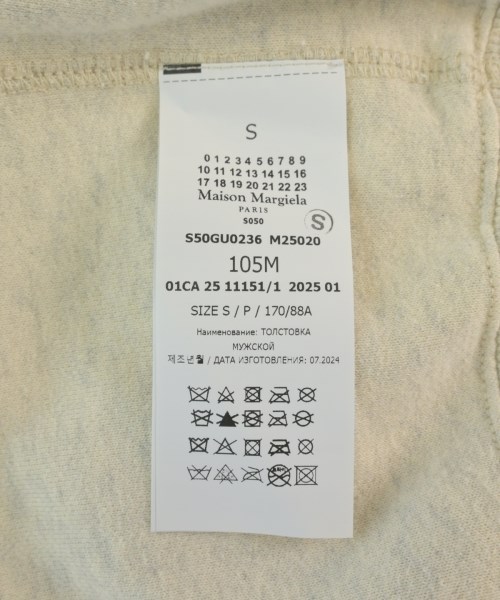 S
0 1 2 3 4 5 6 7 8 9
10 11 12 13 14 15 16
17 18 19 20 21 22 23
Maison Margiela
PARIS
S050
S
S50GU0236 M25020
105M
01CA 25 11151/1 2025 01
SIZE S / P / 170/88A
Наименование: ТОЛСТОВКА
МУЖСКОЙ
제조년월 / ДАТА ИЗГОТОВЛЕНИЯ: 07.2024